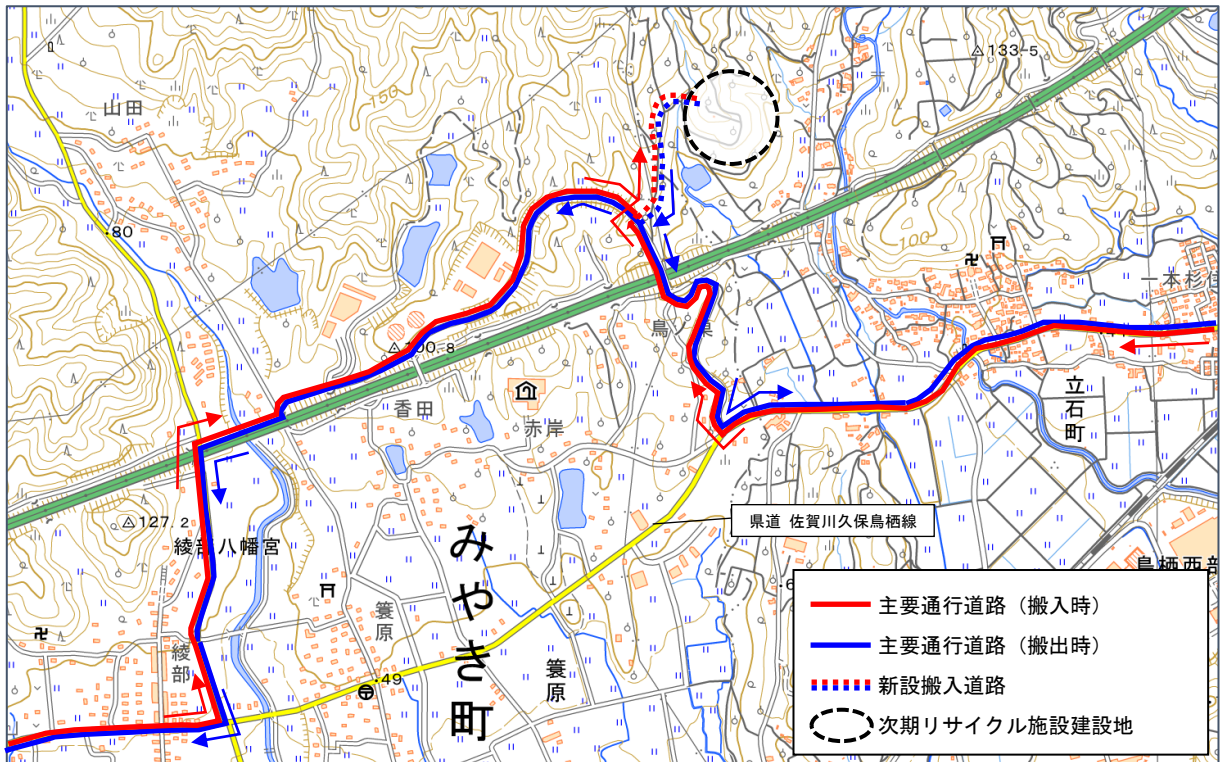 133.5
山田
150
80
100
一本杉
鳥ノ巣
100.8
立石町
香田
赤岸
県道 佐賀川久保鳥栖線
127.2
綾部八幡宮
みやき町
鳥栖西部
簑原
綾部
簑原
49
主要通行道路（搬入時）
主要通行道路（搬出時）
新設搬入道路
次期リサイクル施設建設地